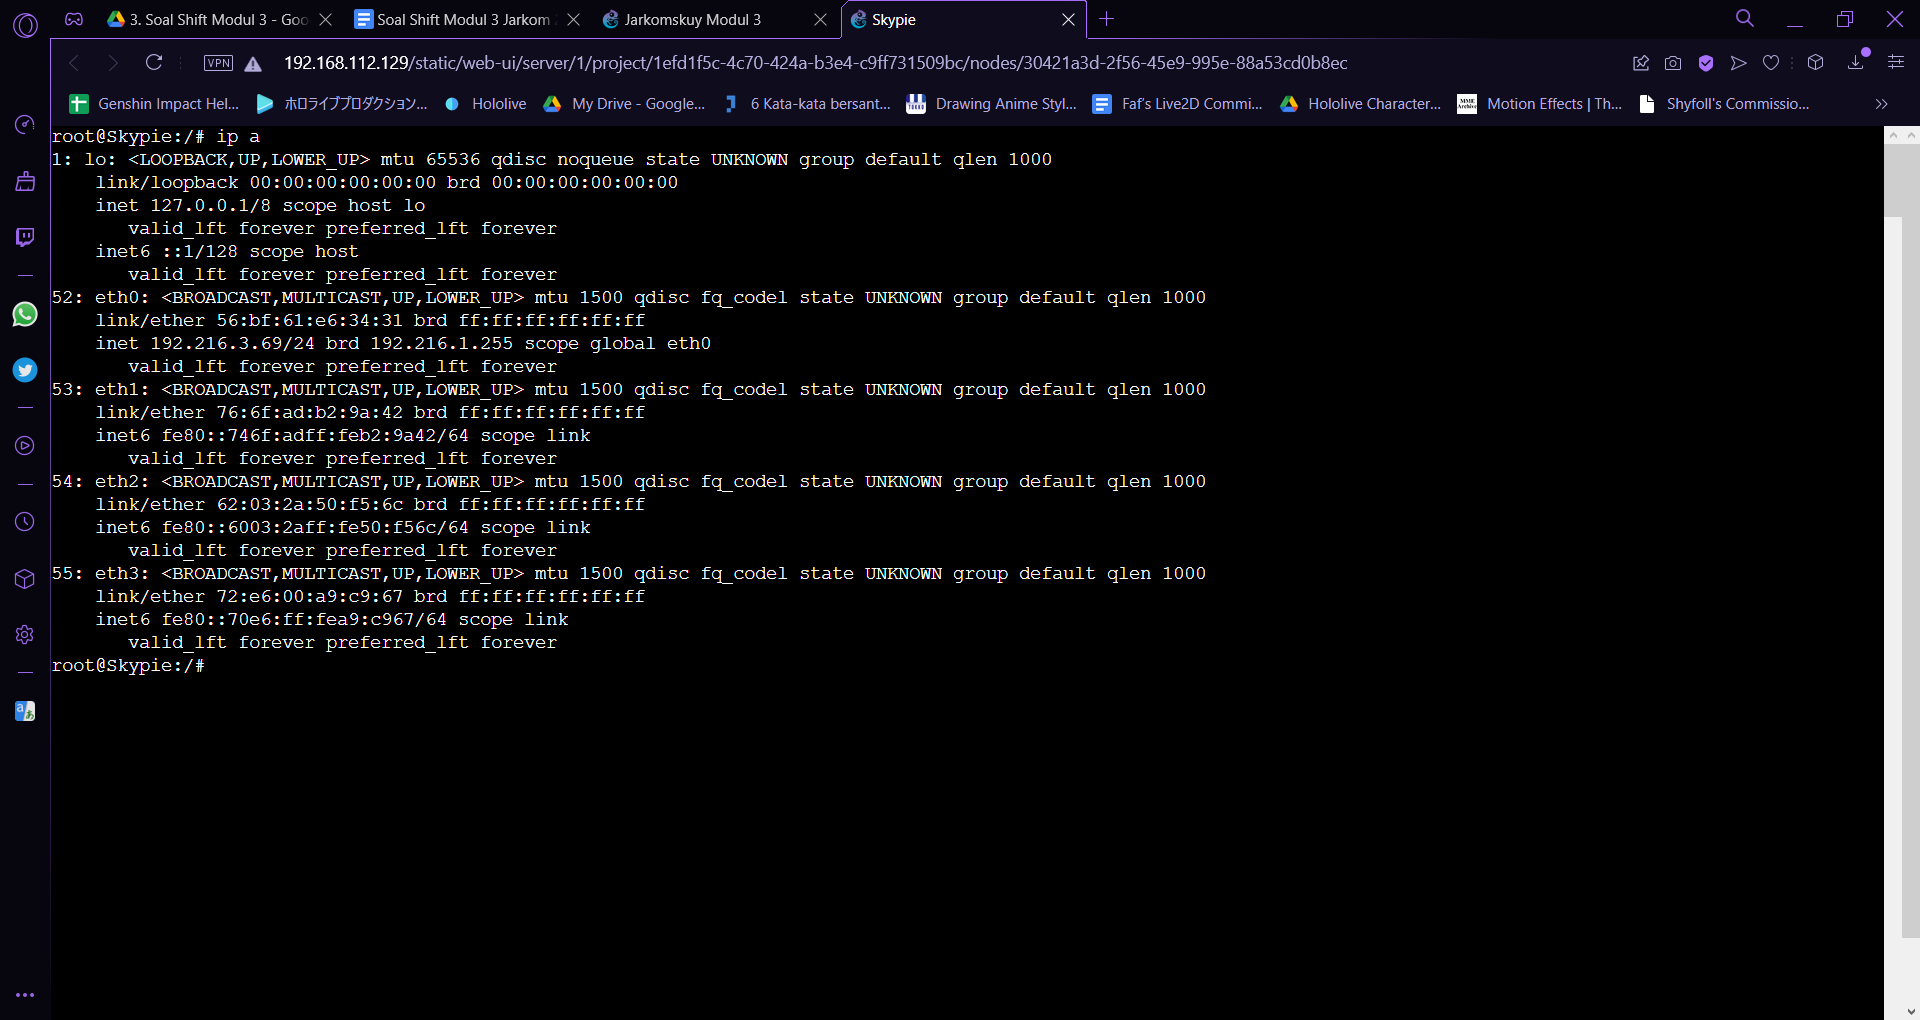 3. Soal Shift Modul 3 - Goo
Soal Shift Modul 3 Jarkom
Jarkomskuy Modul 3
Skypie
VPN
192.168.112.129/static/web-ui/server/1/project/1efd1f5c-4c70-424a-b3e4-c9ff731509bc/nodes/30421a3d-2f56-45e9-995e-88a53cd0b8ec
Genshin Impact Hel...
ホロライブプロダクション...
Hololive
My Drive - Google...
6 Kata-kata bersant...
Drawing Anime Styl...
Faf's Live2D Commi...
Hololive Character...
Motion Effects | Th...
Shyfoll's Commissio...
root@Skypie:/# ip a
1: lo: <LOOPBACK,UP,LOWER_UP> mtu 65536 qdisc noqueue state UNKNOWN group default qlen 1000
link/loopback 00:00:00:00:00:00 brd 00:00:00:00:00:00
inet 127.0.0.1/8 scope host lo
valid_lft forever preferred_lft forever
inet6 ::1/128 scope host
valid_lft forever preferred_lft forever
52: eth0: <BROADCAST,MULTICAST,UP,LOWER_UP> mtu 1500 qdisc fq_codel state UNKNOWN group default qlen 1000
link/ether 56:bf:61:e6:34:31 brd ff:ff:ff:ff:ff:ff
inet 192.216.3.69/24 brd 192.216.1.255 scope global eth0
valid_lft forever preferred_lft forever
53: eth1: <BROADCAST,MULTICAST,UP,LOWER_UP> mtu 1500 qdisc fq_codel state UNKNOWN group default qlen 1000
link/ether 76:6f:ad:b2:9a:42 brd ff:ff:ff:ff:ff:ff
inet6 fe80::746f:adff:feb2:9a42/64 scope link
valid_lft forever preferred_lft forever
54: eth2: <BROADCAST,MULTICAST,UP,LOWER_UP> mtu 1500 qdisc fq_codel state UNKNOWN group default qlen 1000
link/ether 62:03:2a:50:f5:6c brd ff:ff:ff:ff:ff:ff
inet6 fe80::6003:2aff:fe50:f56c/64 scope link
valid_lft forever preferred_lft forever
55: eth3: <BROADCAST,MULTICAST,UP,LOWER_UP> mtu 1500 qdisc fq_codel state UNKNOWN group default qlen 1000
link/ether 72:e6:00:a9:c9:67 brd ff:ff:ff:ff:ff:ff
inet6 fe80::70e6:ff:fea9:c967/64 scope link
valid_lft forever preferred_lft forever
root@Skypie:/#